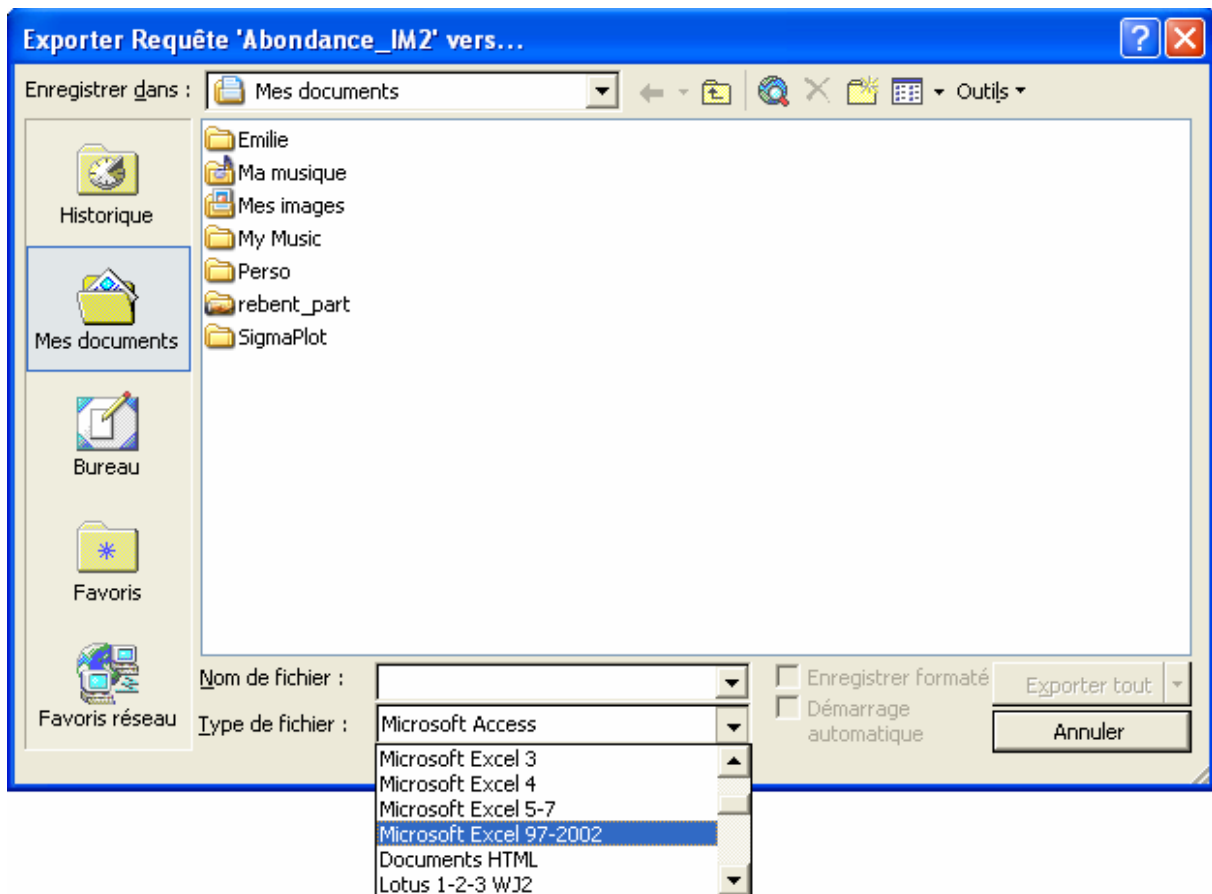 Exporter Requête 'Abondance_IM2' vers...
Enregistrer dans :
Mes documents
Outils
Historique
Mes documents
Bureau
Favoris
Favoris réseau
Emilie
Ma musique
Mes images
My Music
Perso
rebent_part
SigmaPlot
Nom de fichier :
Type de fichier :
Microsoft Access
Microsoft Excel 3
Microsoft Excel 4
Microsoft Excel 5-7
Microsoft Excel 97-2002
Documents HTML
Lotus 1-2-3 WJ2
Enregistrer formaté
Démarrage
automatique
Exporter tout
Annuler